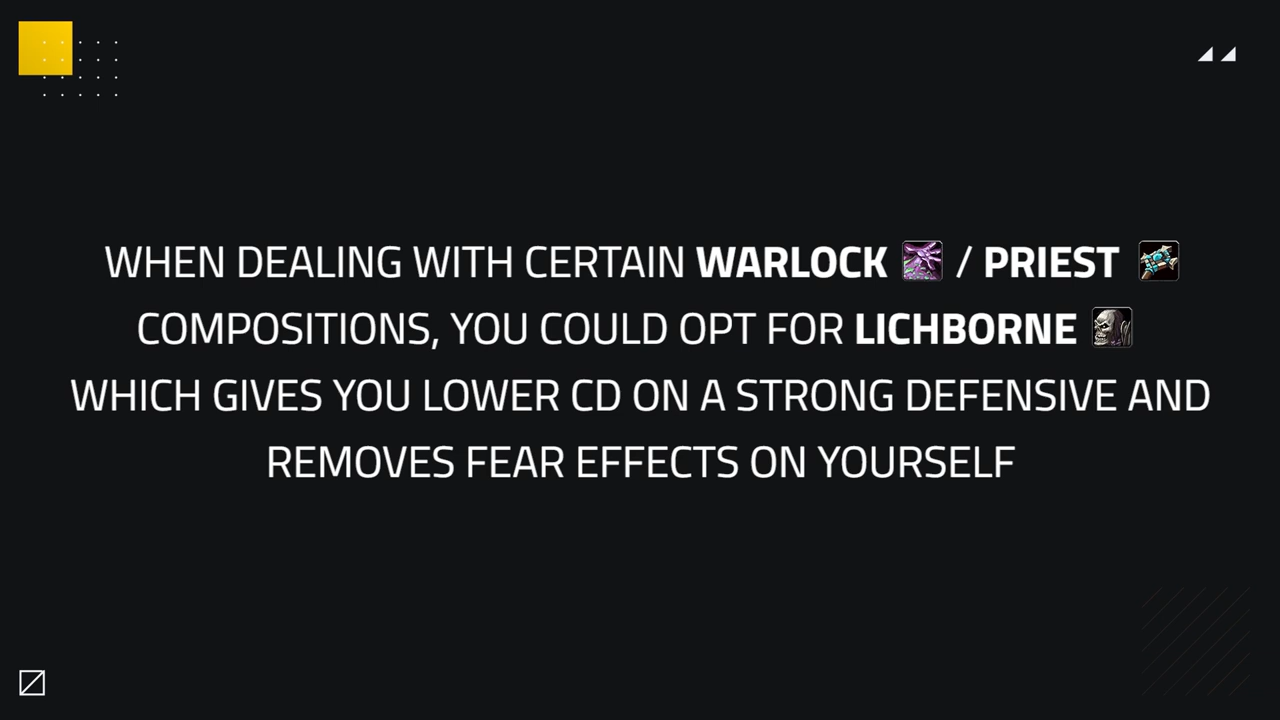 WHEN DEALING WITH CERTAIN WARLOCK / PRIEST
COMPOSITIONS, YOU COULD OPT FOR LICHBORNE
WHICH GIVES YOU LOWER CD ON A STRONG DEFENSIVE AND
REMOVES FEAR EFFECTS ON YOURSELF